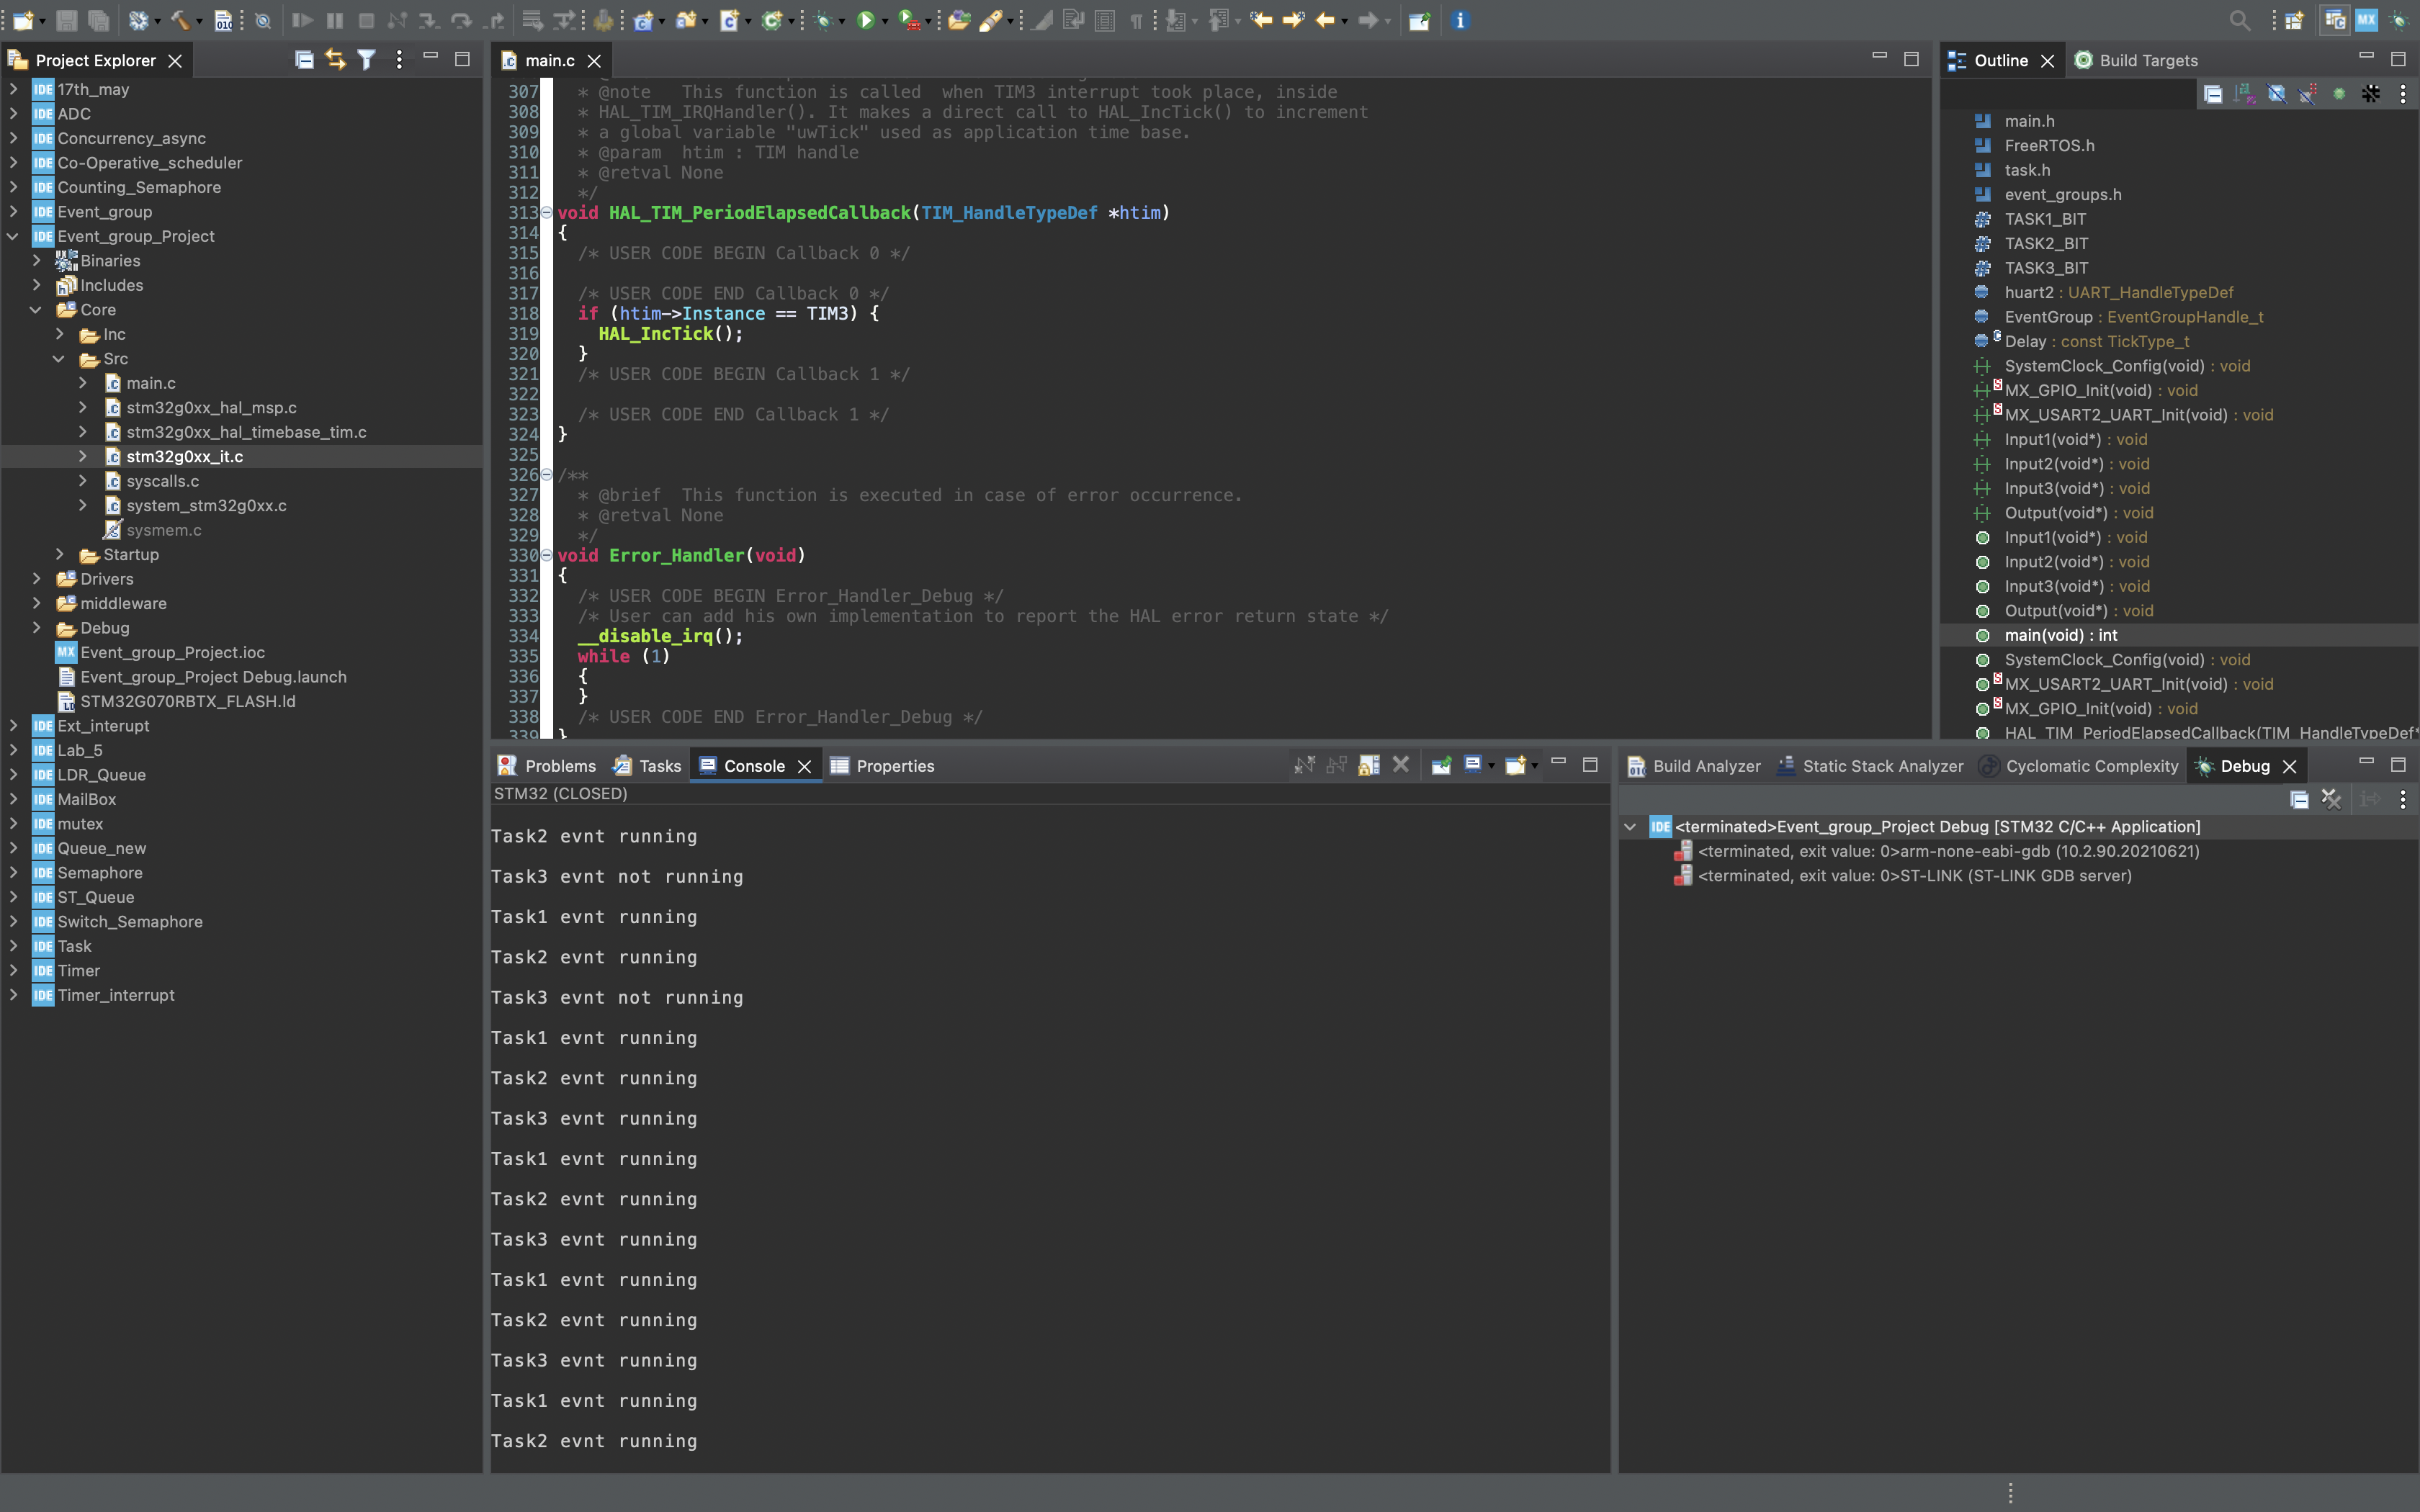 Project Explorer
17th_may
ADC
Concurrency_async
Co-Operative_scheduler
Counting_Semaphore
Event_group
Event_group_Project
Binaries
Includes
Core
Inc
Src
main.c
stm32g0xx_hal_msp.c
stm32g0xx_hal_timebase_tim.c
stm32g0xx_it.c
syscalls.c
system_stm32g0xx.c
sysmem.c
Startup
Drivers
middleware
Debug
Event_group_Project.ioc
Event_group_Project Debug.launch
STM32G070RBTX_FLASH.ld
Ext_interupt
Lab_5
LDR_Queue
MailBox
mutex
Queue_new
Semaphore
ST_Queue
Switch_Semaphore
Task
Timer
Timer_interrupt
main.c
307 * @note   This function is called  when TIM3 interrupt took place, inside
308 * HAL_TIM_IRQHandler(). It makes a direct call to HAL_IncTick() to increment
309 * a global variable "uwTick" used as application time base.
310 * @param  htim : TIM handle
311 * @retval None
312 */
313 void HAL_TIM_PeriodElapsedCallback(TIM_HandleTypeDef *htim)
314 {
315 /* USER CODE BEGIN Callback 0 */
316
317 /* USER CODE END Callback 0 */
318 if (htim->Instance == TIM3) {
319 HAL_IncTick();
320 }
321 /* USER CODE BEGIN Callback 1 */
322
323 /* USER CODE END Callback 1 */
324 }
325
326 /**
327 * @brief  This function is executed in case of error occurrence.
328 * @retval None
329 */
330 void Error_Handler(void)
331 {
332 /* USER CODE BEGIN Error_Handler_Debug */
333 /* User can add his own implementation to report the HAL error return state */
334 __disable_irq();
335 while (1)
336 {
337 }
338 /* USER CODE END Error_Handler_Debug */
339 }
Outline
Build Targets
main.h
FreeRTOS.h
task.h
event_groups.h
TASK1_BIT
TASK2_BIT
TASK3_BIT
huart2 : UART_HandleTypeDef
EventGroup : EventGroupHandle_t
Delay : const TickType_t
SystemClock_Config(void) : void
MX_GPIO_Init(void) : void
MX_USART2_UART_Init(void) : void
Input1(void*) : void
Input2(void*) : void
Input3(void*) : void
Output(void*) : void
Input1(void*) : void
Input2(void*) : void
Input3(void*) : void
Output(void*) : void
main(void) : int
SystemClock_Config(void) : void
MX_USART2_UART_Init(void) : void
MX_GPIO_Init(void) : void
HAL_TIM_PeriodElapsedCallback(TIM_HandleTypeDef*
Problems
Tasks
Console
Properties
STM32 (CLOSED)
Task2 evnt running
Task3 evnt not running
Task1 evnt running
Task2 evnt running
Task3 evnt not running
Task1 evnt running
Task2 evnt running
Task3 evnt running
Task1 evnt running
Task2 evnt running
Task3 evnt running
Task1 evnt running
Task2 evnt running
Task3 evnt running
Task1 evnt running
Task2 evnt running
Build Analyzer
Static Stack Analyzer
Cyclomatic Complexity
Debug
<terminated>Event_group_Project Debug [STM32 C/C++ Application]
<terminated, exit value: 0>arm-none-eabi-gdb (10.2.90.20210621)
<terminated, exit value: 0>ST-LINK (ST-LINK GDB server)